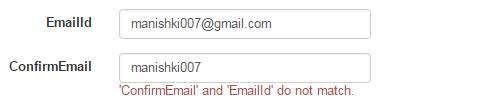 EmailId manishki007@gmail.com
ConfirmEmail manishki007
'ConfirmEmail' and 'EmailId' do not match.